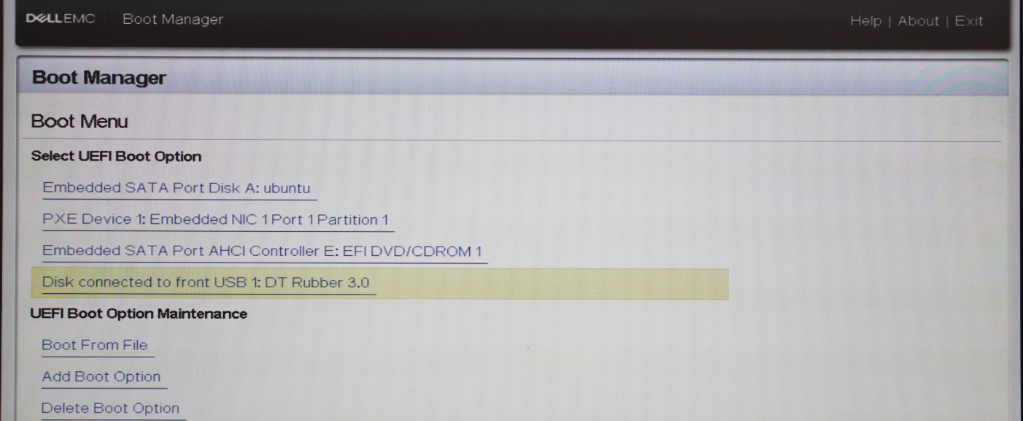 DELLEMC Boot Manager Help | About | Exit
Boot Manager
Boot Menu
Select UEFI Boot Option
Embedded SATA Port Disk A: ubuntu
PXE Device 1: Embedded NIC 1 Port 1 Partition 1
Embedded SATA Port AHCI Controller E: EFI DVD/CDROM 1
Disk connected to front USB 1: DT Rubber 3.0
UEFI Boot Option Maintenance
Boot From File
Add Boot Option
Delete Boot Option